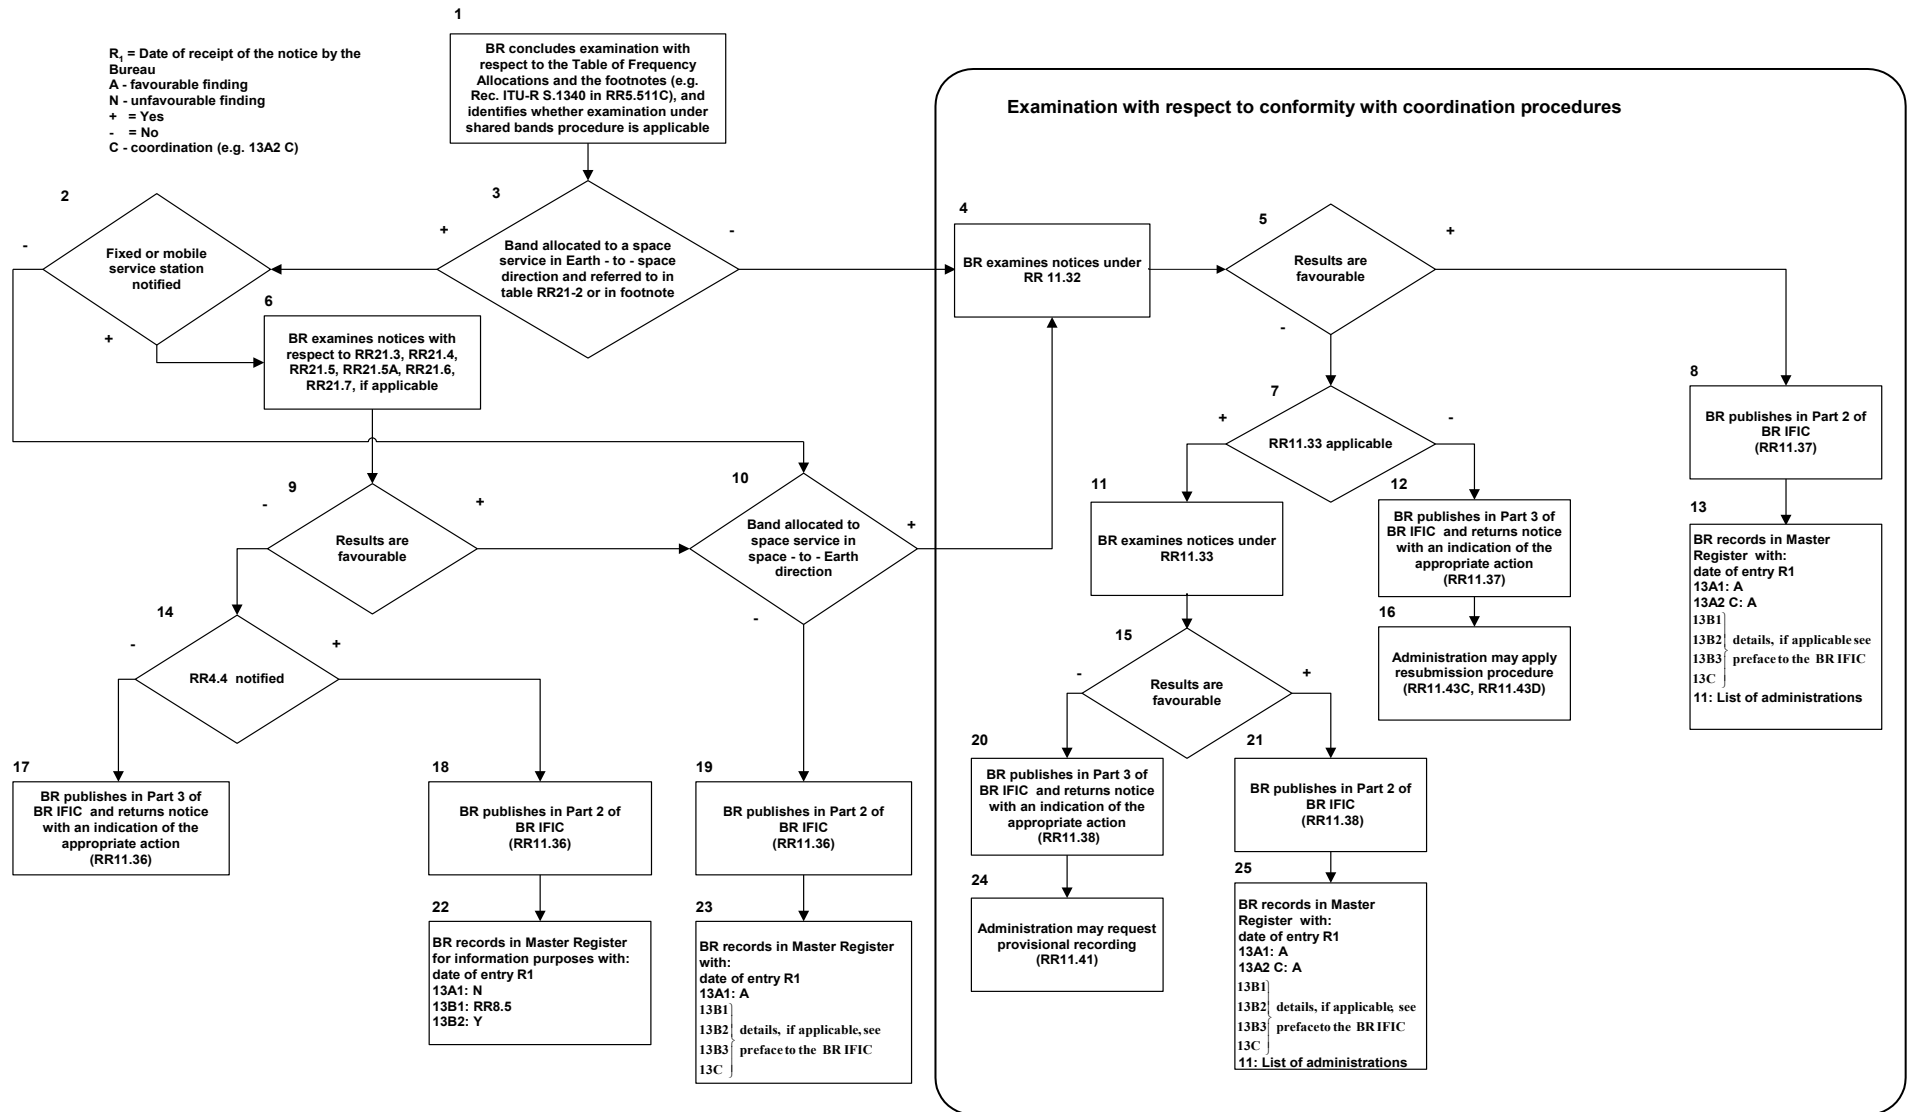 R1 = Date of receipt of the notice by the
Bureau
A - favourable finding
N - unfavourable finding
+ = Yes
- = No
C - coordination (e.g. 13A2 C)
1
BR concludes examination with
respect to the Table of Frequency
Allocations and the footnotes (e.g.
Rec. ITU-R S.1340 in RR5.511C), and
identifies whether examination under
shared bands procedure is applicable
Examination with respect to conformity with coordination procedures
2
-
Fixed or mobile
service station
notified
+
3
+
-
Band allocated to a space
service in Earth - to - space
direction and referred to in
table RR21-2 or in footnote
4
BR examines notices under
RR 11.32
5
+
Results are
favourable
-
6
BR examines notices with
respect to RR21.3, RR21.4,
RR21.5, RR21.5A, RR21.6,
RR21.7, if applicable
7
+
-
RR11.33 applicable
8
BR publishes in Part 2 of
BR IFIC
(RR11.37)
9
-
+
Results are
favourable
10
+
Band allocated to
space service in
space - to - Earth
direction
-
11
BR examines notices under
RR11.33
12
BR publishes in Part 3 of
BR IFIC and returns notice
with an indication of the
appropriate action
(RR11.37)
13
BR records in Master
Register with:
date of entry R1
13A1: A
13A2 C: A
13B1
13B2 details, if applicable see
13B3 preface to the BR IFIC
13C
11: List of administrations
14
-
+
RR4.4 notified
15
-
+
Results are
favourable
16
Administration may apply
resubmission procedure
(RR11.43C, RR11.43D)
17
BR publishes in Part 3 of
BR IFIC and returns notice
with an indication of the
appropriate action
(RR11.36)
18
BR publishes in Part 2 of
BR IFIC
(RR11.36)
19
BR publishes in Part 2 of
BR IFIC
(RR11.36)
20
BR publishes in Part 3 of
BR IFIC and returns notice
with an indication of the
appropriate action
(RR11.38)
21
BR publishes in Part 2 of
BR IFIC
(RR11.38)
22
BR records in Master Register
for information purposes with:
date of entry R1
13A1: N
13B1: RR8.5
13B2: Y
23
BR records in Master Register
with:
date of entry R1
13A1: A
13B1
13B2 details, if applicable, see
13B3 preface to the BR IFIC
13C
24
Administration may request
provisional recording
(RR11.41)
25
BR records in Master
Register with:
date of entry R1
13A1: A
13A2 C: A
13B1
13B2 details, if applicable, see
13B3 preface to the BR IFIC
13C
11: List of administrations